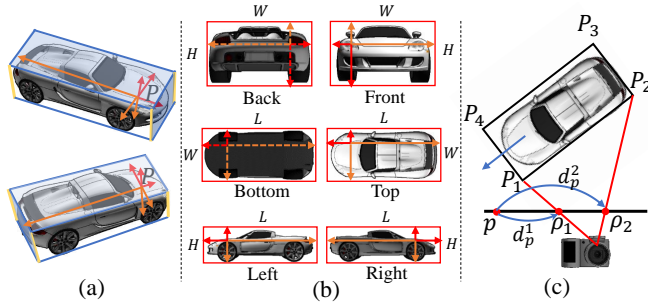 P
P
(a)
W
W
H
H
Back
Front
L
L
W
W
Bottom
Top
L
L
H
H
Left
Right
(b)
P₃
P₂
P₄
P₁
d_p^2
p
d_p^1
ρ₁
ρ₂
(c)